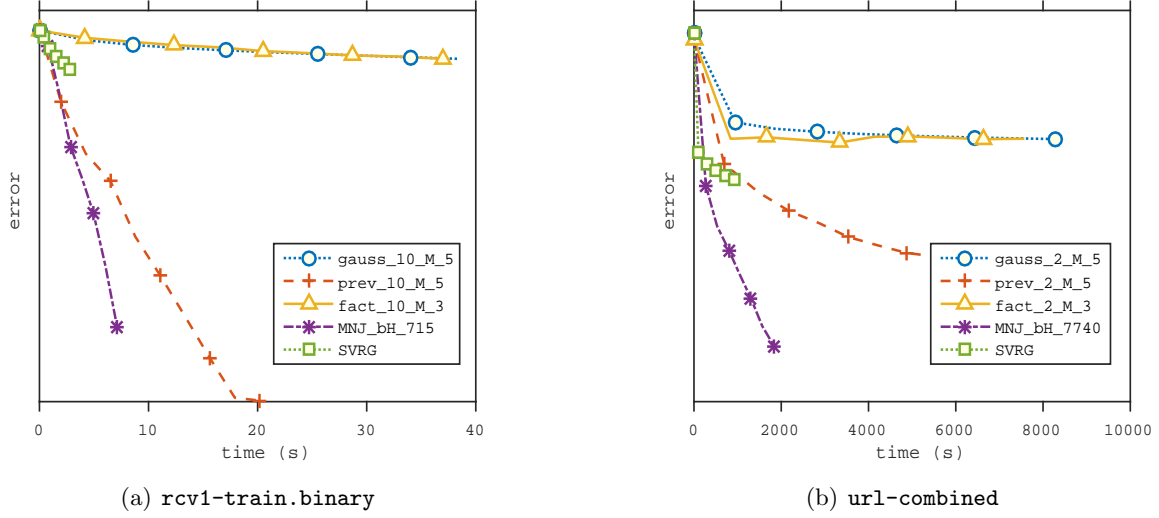 error
gauss_10_M_5
prev_10_M_5
fact_10_M_3
MNJ_bH_715
SVRG
0 10 20 30 40
time (s)
(a) rcv1-train.binary
error
gauss_2_M_5
prev_2_M_5
fact_2_M_3
MNJ_bH_7740
SVRG
0 2000 4000 6000 8000 10000
time (s)
(b) url-combined